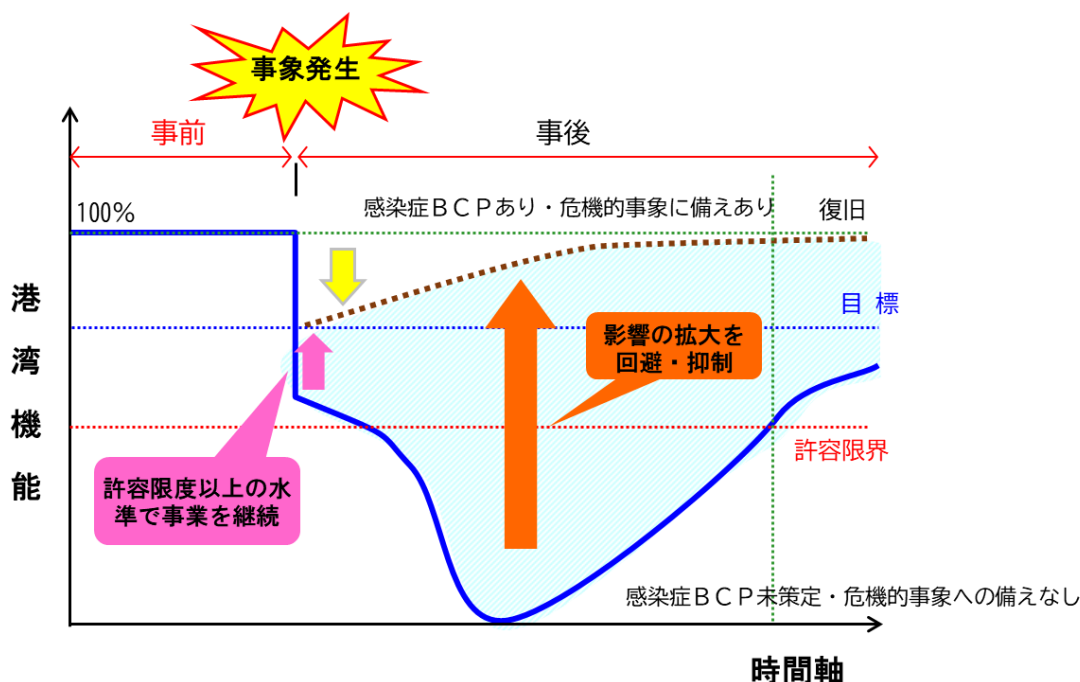 事象発生
事前
事後
100%
感染症ＢＣＰあり・危機的事象に備えあり
復旧
目 標
港湾機能
影響の拡大を
回避・抑制
許容限界
許容限度以上の水
準で事業を継続
感染症ＢＣＰ未策定・危機的事象への備えなし
時間軸